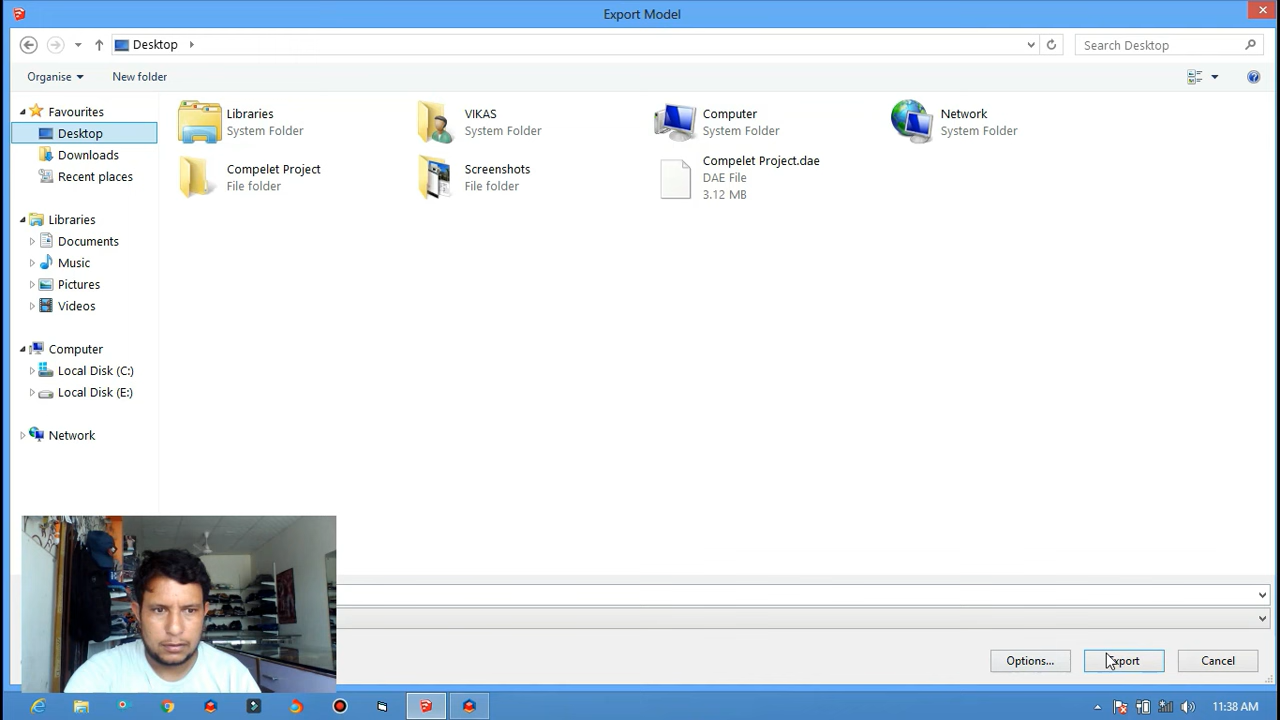 Export Model
Desktop
Search Desktop
Organise
New folder
Favourites
Desktop
Downloads
Recent places
Libraries
Documents
Music
Pictures
Videos
Computer
Local Disk (C:)
Local Disk (E:)
Network
Libraries
System Folder
VIKAS
System Folder
Computer
System Folder
Network
System Folder
Compelet Project
File folder
Screenshots
File folder
Compelet Project.dae
DAE File
3.12 MB
Options...
Export
Cancel
11:38 AM